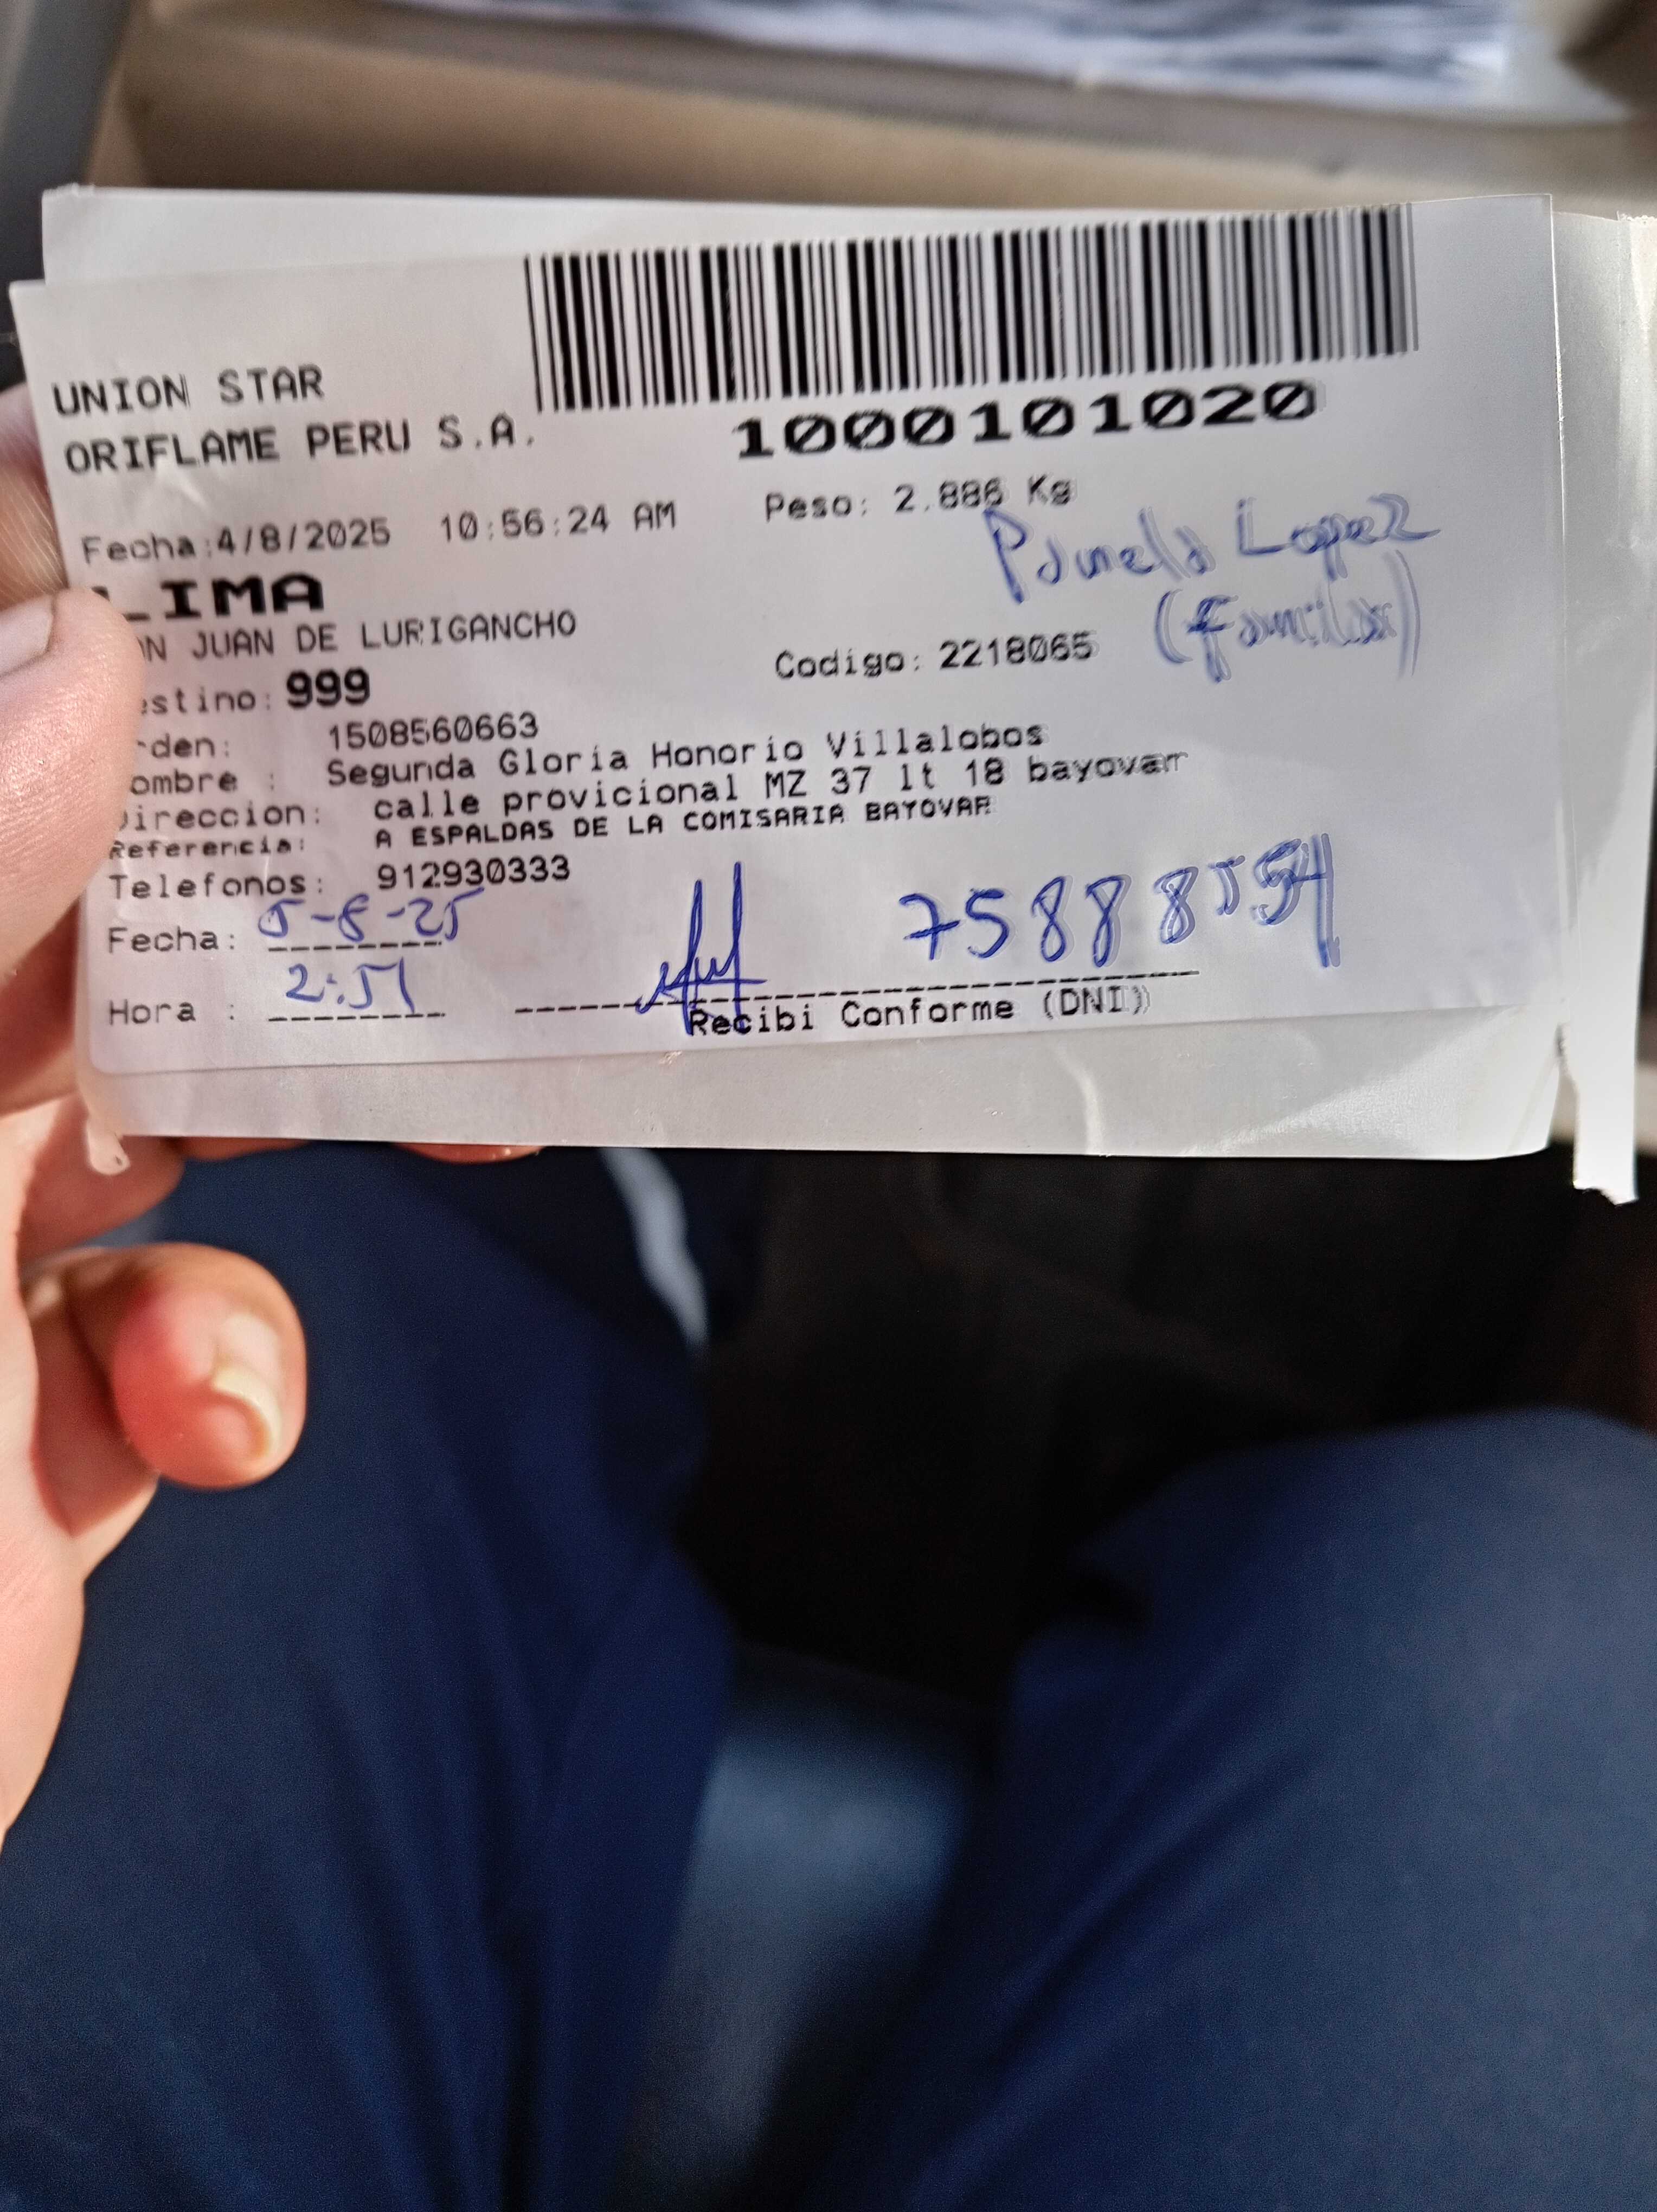 UNION STAR
ORIFLAME PERU S.A.
1000101020
Fecha:4/8/2025 10:56:24 AM
Peso: 2.886 Kg
Pamela Lopez
(familiar)
LIMA
AN JUAN DE LURIGANCHO
Codigo: 2218065
estino: 999
rden: 1508560663
ombre : Segunda Gloria Honorio Villalobos
Direccion: calle provicional MZ 37 lt 18 bayovarr
Referencia: A ESPALDAS DE LA COMISARIA BAYOVAR
Telefonos: 912930333
Fecha: 5-8-25
Hora : 2:51
Recibi Conforme (DNI)